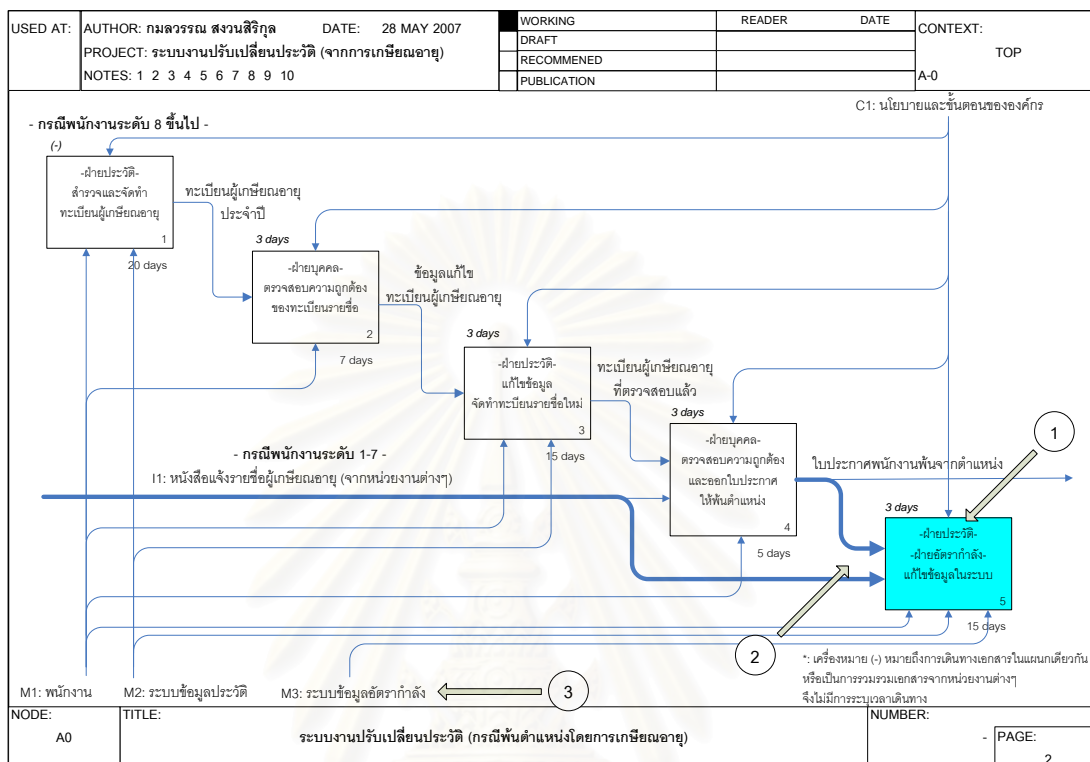 USED AT:
AUTHOR: กมลวรรณ สงวนสิริกุล DATE: 28 MAY 2007
PROJECT: ระบบงานปรับเปลี่ยนประวัติ (จากการเกษียณอายุ)
NOTES: 1 2 3 4 5 6 7 8 9 10
WORKING
DRAFT
RECOMMENED
PUBLICATION
READER DATE
CONTEXT:
TOP
A-0
C1: นโยบายและขั้นตอนขององค์กร
- กรณีพนักงานระดับ 8 ขึ้นไป -
(-)
-ฝ่ายประวัติ-
สำรวจและจัดทำ
ทะเบียนผู้เกษียณอายุ
1
20 days
ทะเบียนผู้เกษียณอายุ
ประจำปี
3 days
-ฝ่ายบุคคล-
ตรวจสอบความถูกต้อง
ของทะเบียนรายชื่อ
2
7 days
ข้อมูลแก้ไข
ทะเบียนผู้เกษียณอายุ
3 days
-ฝ่ายประวัติ-
แก้ไขข้อมูล
จัดทำทะบียนรายชื่อใหม่
3
15 days
ทะเบียนผู้เกษียณอายุ
ที่ตรวจสอบแล้ว
3 days
-ฝ่ายบุคคล-
ตรวจสอบความถูกต้อง
และออกใบประกาศ
ให้พ้นตำแหน่ง
4
5 days
- กรณีพนักงานระดับ 1-7 -
I1: หนังสือแจ้งรายชื่อผู้เกษียณอายุ (จากหน่วยงานต่างๆ)
1
ใบประกาศพนักงานพ้นจากตำแหน่ง
3 days
-ฝ่ายประวัติ-
-ฝ่ายอัตรากำลัง-
แก้ไขข้อมูลในระบบ
5
15 days
2
M1: พนักงาน
M2: ระบบข้อมูลประวัติ
M3: ระบบข้อมูลอัตรากำลัง
3
*: เครื่องหมาย (-) หมายถึงการเดินทางเอกสารในแผนกเดียวกัน
หรือเป็นการรวมรวมเอกสารจากหน่วยงานต่างๆ
จึงไม่มีการระบุเวลาเดินทาง
NODE:
A0
TITLE:
ระบบงานปรับเปลี่ยนประวัติ (กรณีพ้นตำแหน่งโดยการเกษียณอายุ)
NUMBER:
-
PAGE:
2